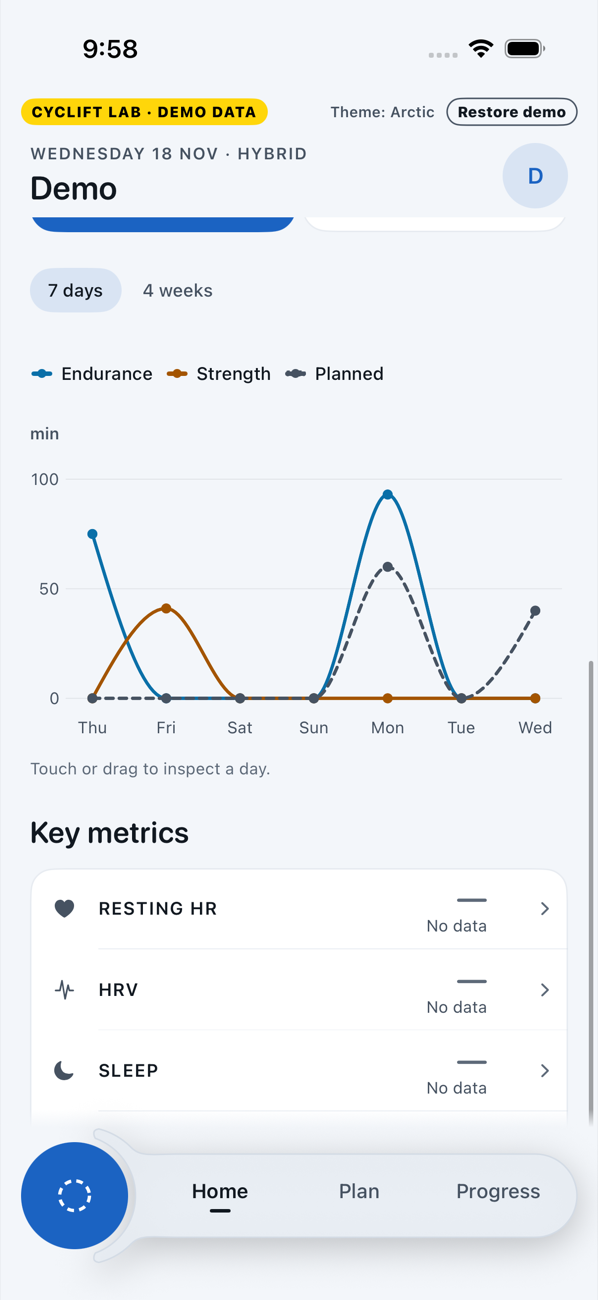 9:58
CYCLIFT LAB · DEMO DATA
Theme: Arctic
Restore demo
WEDNESDAY 18 NOV · HYBRID
Demo
D
7 days
4 weeks
Endurance
Strength
Planned
min
100
50
0
Thu
Fri
Sat
Sun
Mon
Tue
Wed
Touch or drag to inspect a day.
Key metrics
RESTING HR
—
No data
HRV
—
No data
SLEEP
—
No data
Home
Plan
Progress